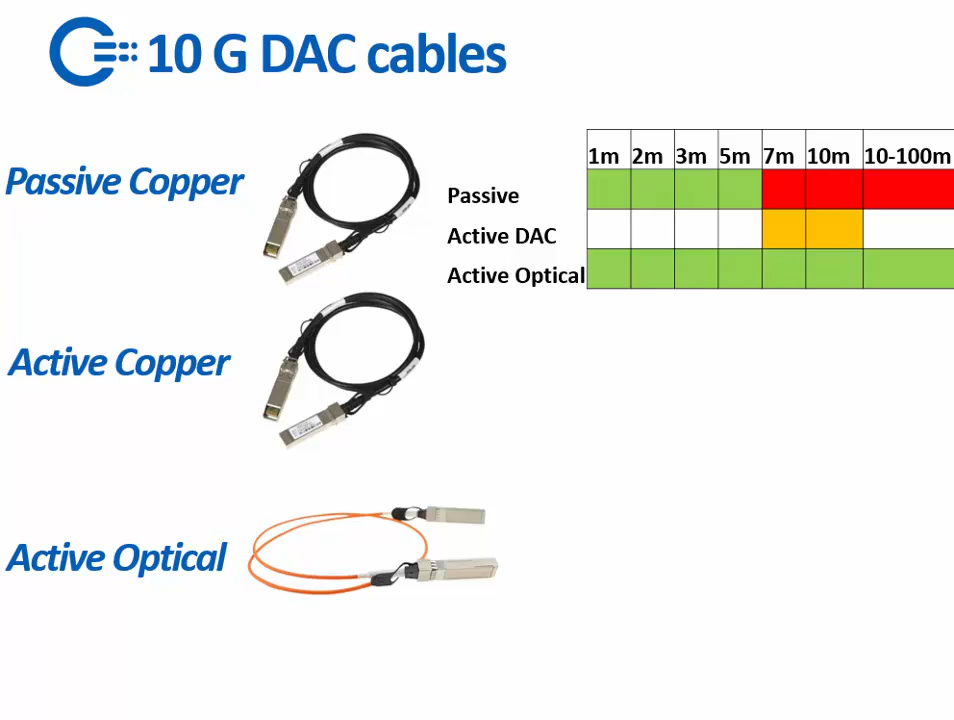 10 G DAC cables
Passive Copper
1m 2m 3m 5m 7m 10m 10-100m
Passive
Active DAC
Active Optical
Active Copper
Active Optical